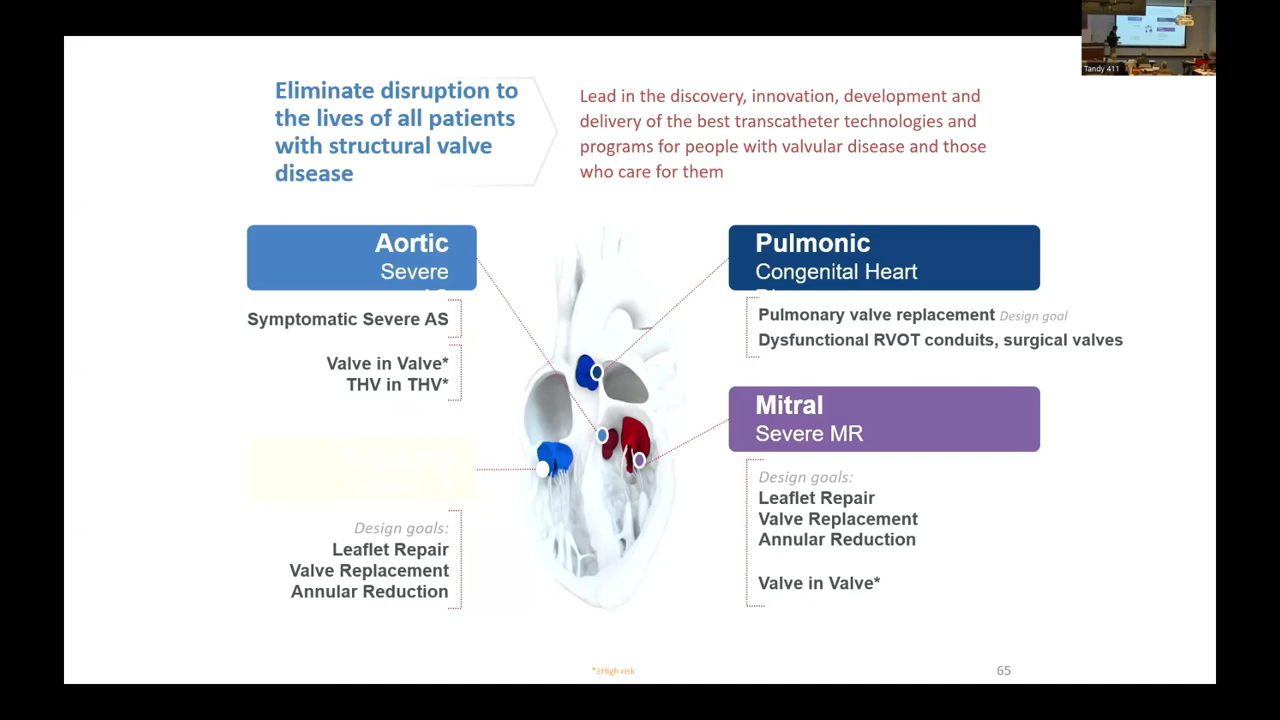 Tandy 411
Eliminate disruption to
the lives of all patients
with structural valve
disease
Lead in the discovery, innovation, development and
delivery of the best transcatheter technologies and
programs for people with valvular disease and those
who care for them
Aortic
Severe
Symptomatic Severe AS
Valve in Valve*
THV in THV*
Design goals:
Leaflet Repair
Valve Replacement
Annular Reduction
Pulmonic
Congenital Heart
Pulmonary valve replacement Design goal
Dysfunctional RVOT conduits, surgical valves
Mitral
Severe MR
Design goals:
Leaflet Repair
Valve Replacement
Annular Reduction
Valve in Valve*
*≥High risk
65